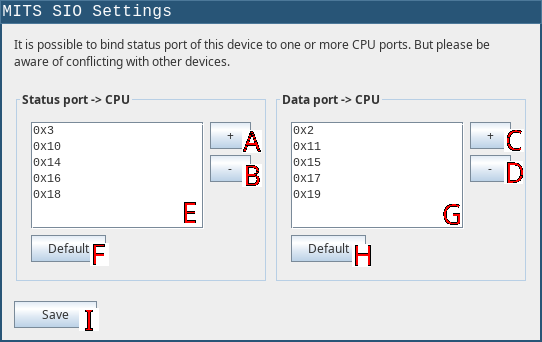 MITS SIO Settings
It is possible to bind status port of this device to one or more CPU ports. But please be
aware of conflicting with other devices.
Status port -> CPU
Data port -> CPU
0x3
0x10
0x14
0x16
0x18
+ A
- B
E
Default F
0x2
0x11
0x15
0x17
0x19
+ C
- D
G
Default H
Save I